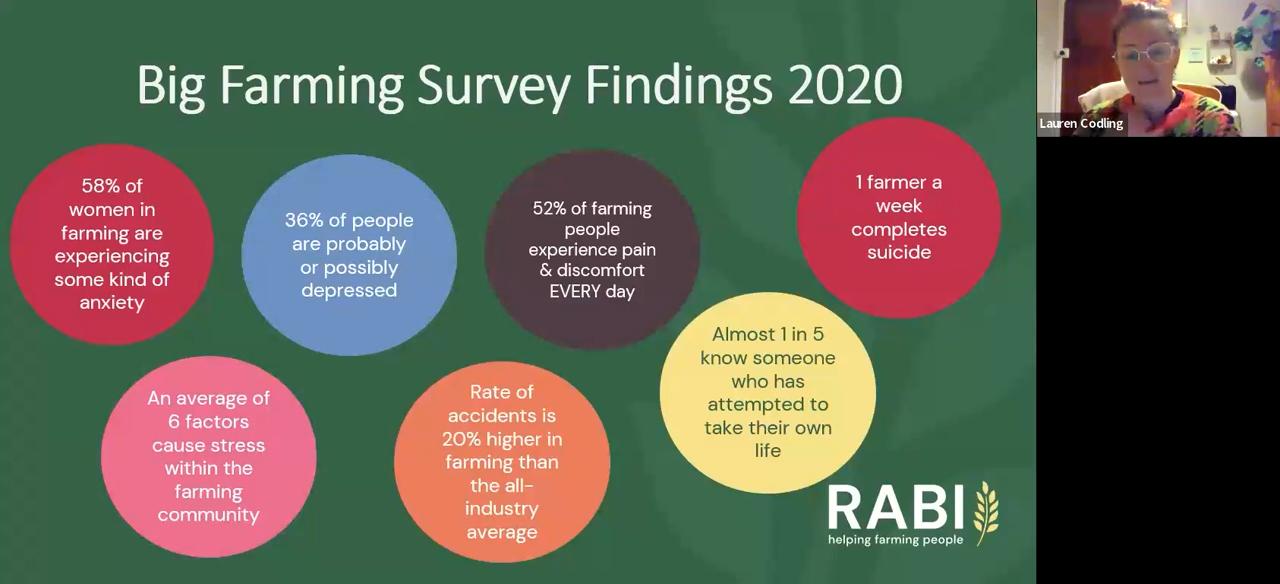 Big Farming Survey Findings 2020
58% of
women in
farming are
experiencing
some kind of
anxiety
36% of people
are probably
or possibly
depressed
52% of farming
people
experience pain
& discomfort
EVERY day
1 farmer a
week
completes
suicide
An average of
6 factors
cause stress
within the
farming
community
Rate of
accidents is
20% higher in
farming than
the all-
industry
average
Almost 1 in 5
know someone
who has
attempted to
take their own
life
RABI
helping farming people
Lauren Codling